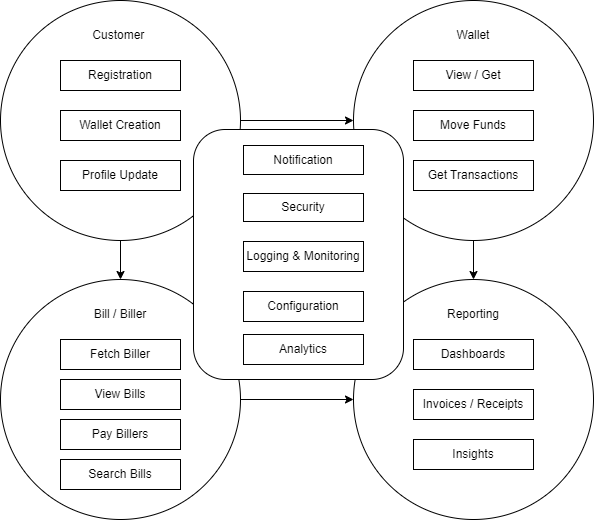 Customer
Registration
Wallet Creation
Profile Update
Wallet
View / Get
Move Funds
Get Transactions
Notification
Security
Logging & Monitoring
Configuration
Analytics
Bill / Biller
Fetch Biller
View Bills
Pay Billers
Search Bills
Reporting
Dashboards
Invoices / Receipts
Insights